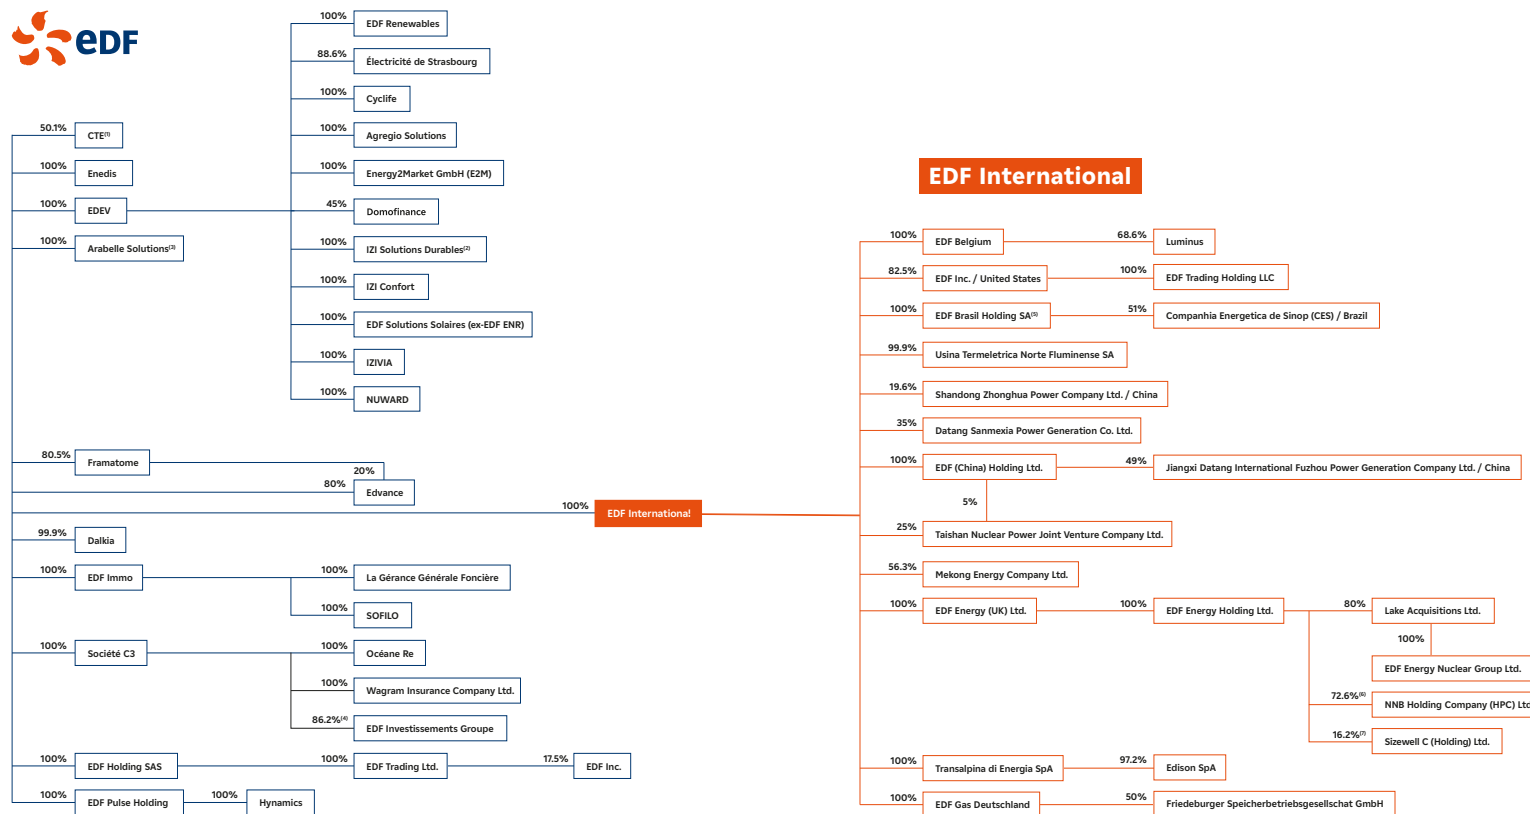 eDF
100% EDF Renewables
88.6% Électricité de Strasbourg
100% Cyclife
100% Agregio Solutions
100% Energy2Market GmbH (E2M)
45% Domofinance
100% IZI Solutions Durables(2)
100% IZI Confort
100% EDF Solutions Solaires (ex-EDF ENR)
100% IZIVIA
100% NUWARD
50.1% CTE(1)
100% Enedis
100% EDEV
100% Arabelle Solutions(3)
80.5% Framatome
20%
80% Edvance
100% EDF International
99.9% Dalkia
100% EDF Immo
100% La Gérance Générale Foncière
100% SOFILO
100% Société C3
100% Océane Re
100% Wagram Insurance Company Ltd.
86.2%(4) EDF Investissements Groupe
100% EDF Holding SAS
100% EDF Trading Ltd.
17.5% EDF Inc.
100% EDF Pulse Holding
100% Hynamics
EDF International
100% EDF Belgium
68.6% Luminus
82.5% EDF Inc. / United States
100% EDF Trading Holding LLC
100% EDF Brasil Holding SA(5)
51% Companhia Energetica de Sinop (CES) / Brazil
99.9% Usina Termeletrica Norte Fluminense SA
19.6% Shandong Zhonghua Power Company Ltd. / China
35% Datang Sanmexia Power Generation Co. Ltd.
100% EDF (China) Holding Ltd.
49% Jiangxi Datang International Fuzhou Power Generation Company Ltd. / China
5%
25% Taishan Nuclear Power Joint Venture Company Ltd.
56.3% Mekong Energy Company Ltd.
100% EDF Energy (UK) Ltd.
100% EDF Energy Holding Ltd.
80% Lake Acquisitions Ltd.
100%
EDF Energy Nuclear Group Ltd.
72.6%(6) NNB Holding Company (HPC) Ltd
16.2%(7) Sizewell C (Holding) Ltd.
100% Transalpina di Energia SpA
97.2% Edison SpA
100% EDF Gas Deutschland
50% Friedeburger Speicherbetriebsgesellschat GmbH